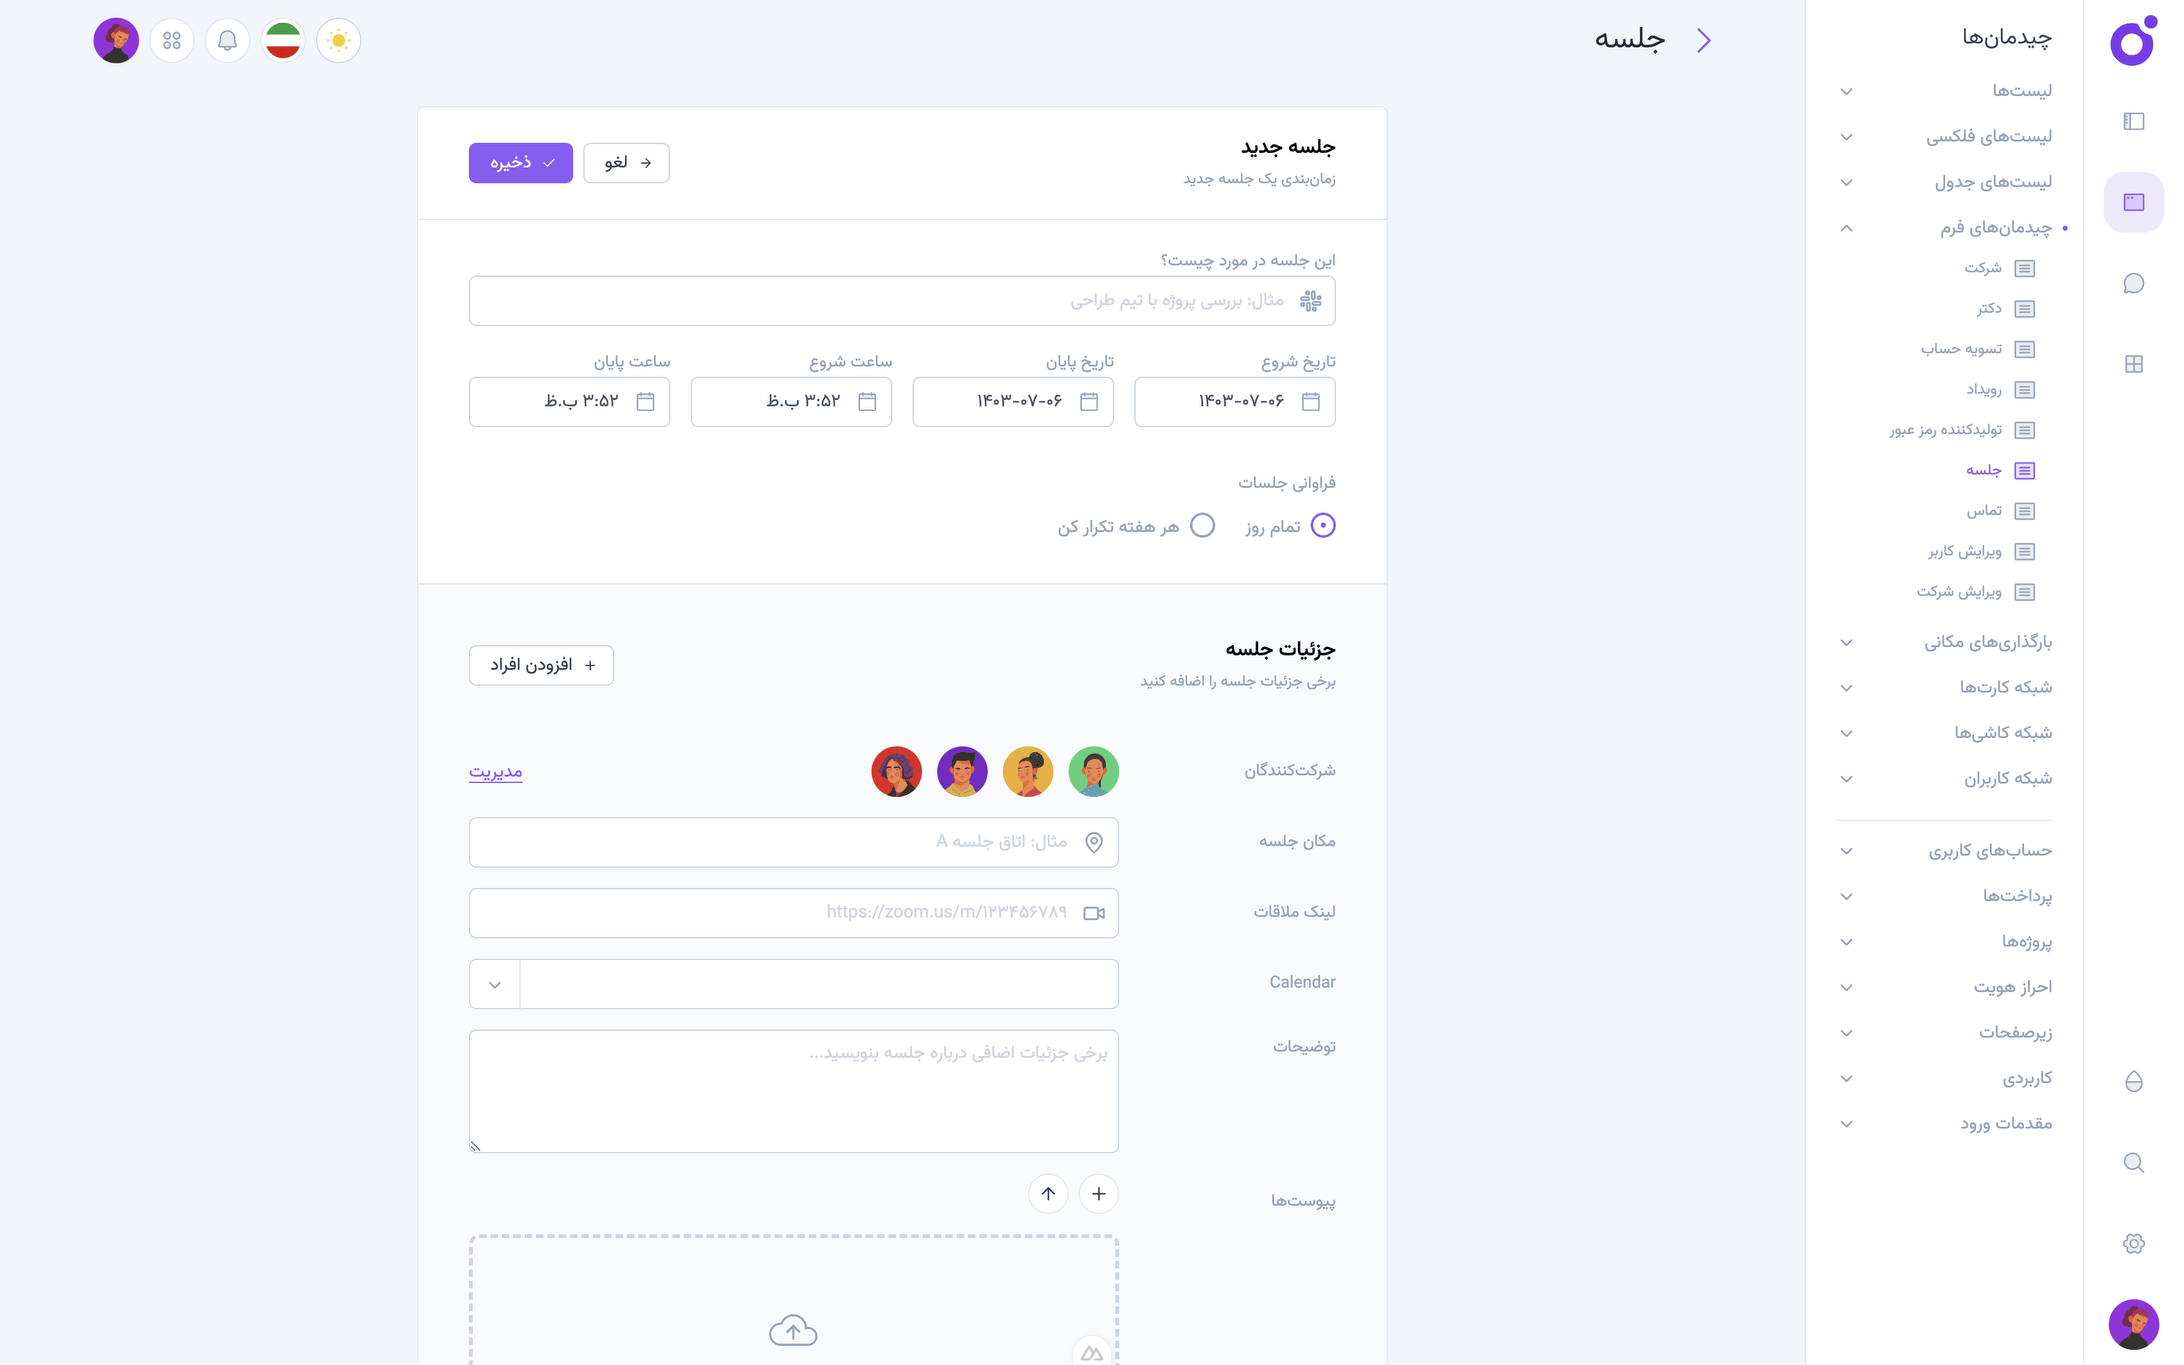 چیدمان‌ها
لیست‌ها
لیست‌های فلکسی
لیست‌های جدول
چیدمان‌های فرم
شرکت
دکتر
تسویه حساب
رویداد
تولیدکننده رمز عبور
جلسه
تماس
ویرایش کاربر
ویرایش شرکت
بارگذاری‌های مکانی
شبکه کارت‌ها
شبکه کاشی‌ها
شبکه کاربران
حساب‌های کاربری
پرداخت‌ها
پروژه‌ها
احراز هویت
زیرصفحات
کاربردی
مقدمات ورود
جلسه
جلسه جدید
زمان‌بندی یک جلسه جدید
لغو
ذخیره
این جلسه در مورد چیست؟
مثال: بررسی پروژه با تیم طراحی
تاریخ شروع
تاریخ پایان
ساعت شروع
ساعت پایان
۱۴۰۳-۰۷-۰۶
۱۴۰۳-۰۷-۰۶
۳:۵۲ ب.ظ
۳:۵۲ ب.ظ
فراوانی جلسات
تمام روز
هر هفته تکرار کن
جزئیات جلسه
برخی جزئیات جلسه را اضافه کنید
افزودن افراد
شرکت‌کنندگان
مدیریت
مکان جلسه
مثال: اتاق جلسه A
لینک ملاقات
https://zoom.us/m/۱۲۳۴۵۶۷۸۹
Calendar
توضیحات
برخی جزئیات اضافی درباره جلسه بنویسید...
پیوست‌ها